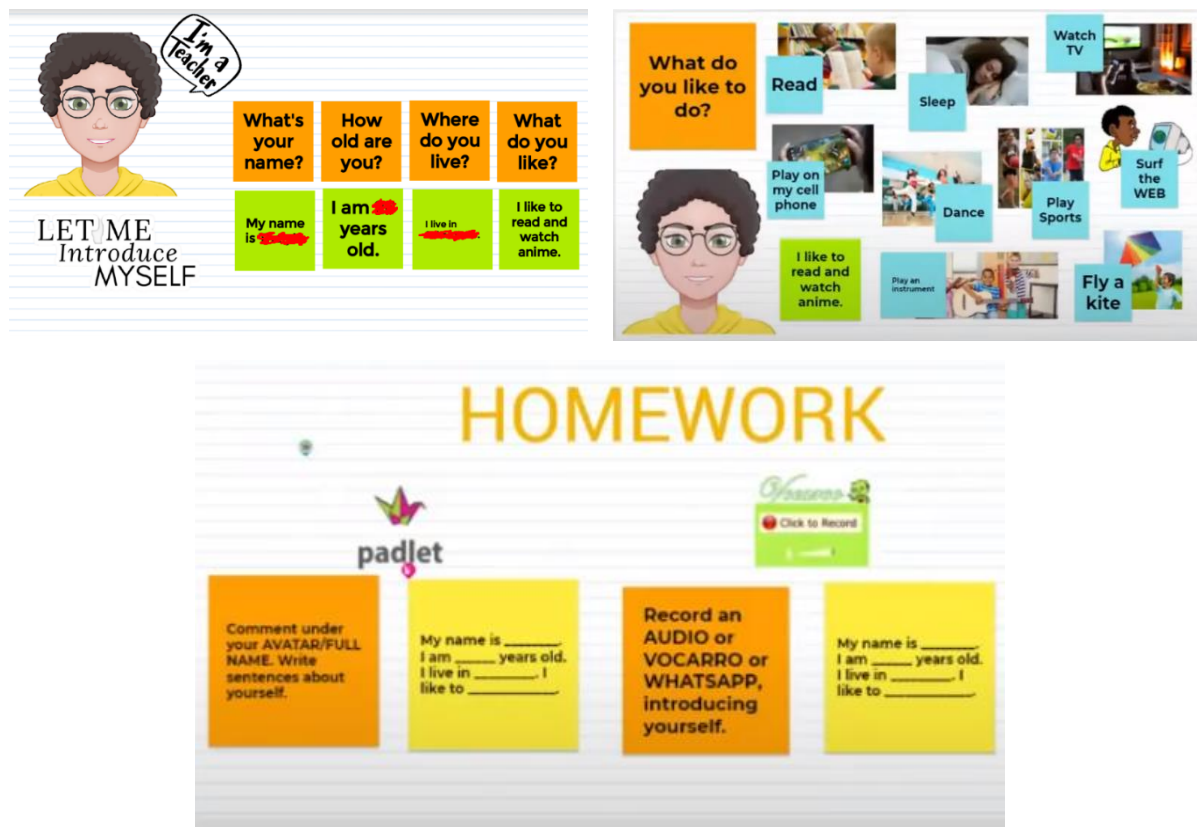 I'm a
Teacher
What's
your
name?
How
old are
you?
Where
do you
live?
What
do you
like?
My name
is
I am
years
old.
I live in
I like to
read and
watch
anime.
LET ME
Introduce
MYSELF
What do
you like to
do?
Read
Sleep
Watch
TV
Play on
my cell
phone
Dance
Play
Sports
Surf
the
WEB
I like to
read and
watch
anime.
Play an
instrument
Fly a
kite
HOMEWORK
padlet
Click to Record
Comment under
your AVATAR/FULL
NAME. Write
sentences about
yourself.
My name is _______.
I am _____ years old.
I live in ________. I
like to ___________.
Record an
AUDIO or
VOCARRO or
WHATSAPP,
introducing
yourself.
My name is _______.
I am _____ years old.
I live in ________. I
like to ___________.